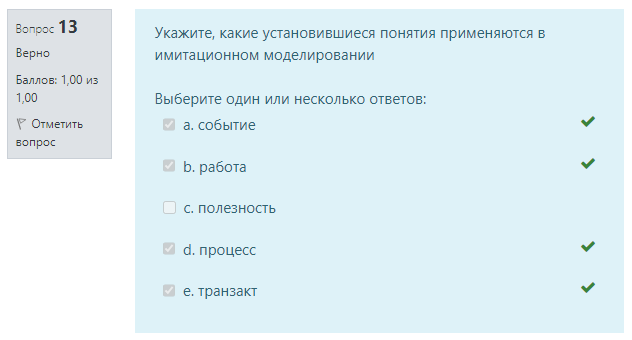 Вопрос 13
Верно
Баллов: 1,00 из
1,00
Отметить
вопрос
Укажите, какие установившиеся понятия применяются в
имитационном моделировании
Выберите один или несколько ответов:
a. событие
b. работа
c. полезность
d. процесс
e. транзакт